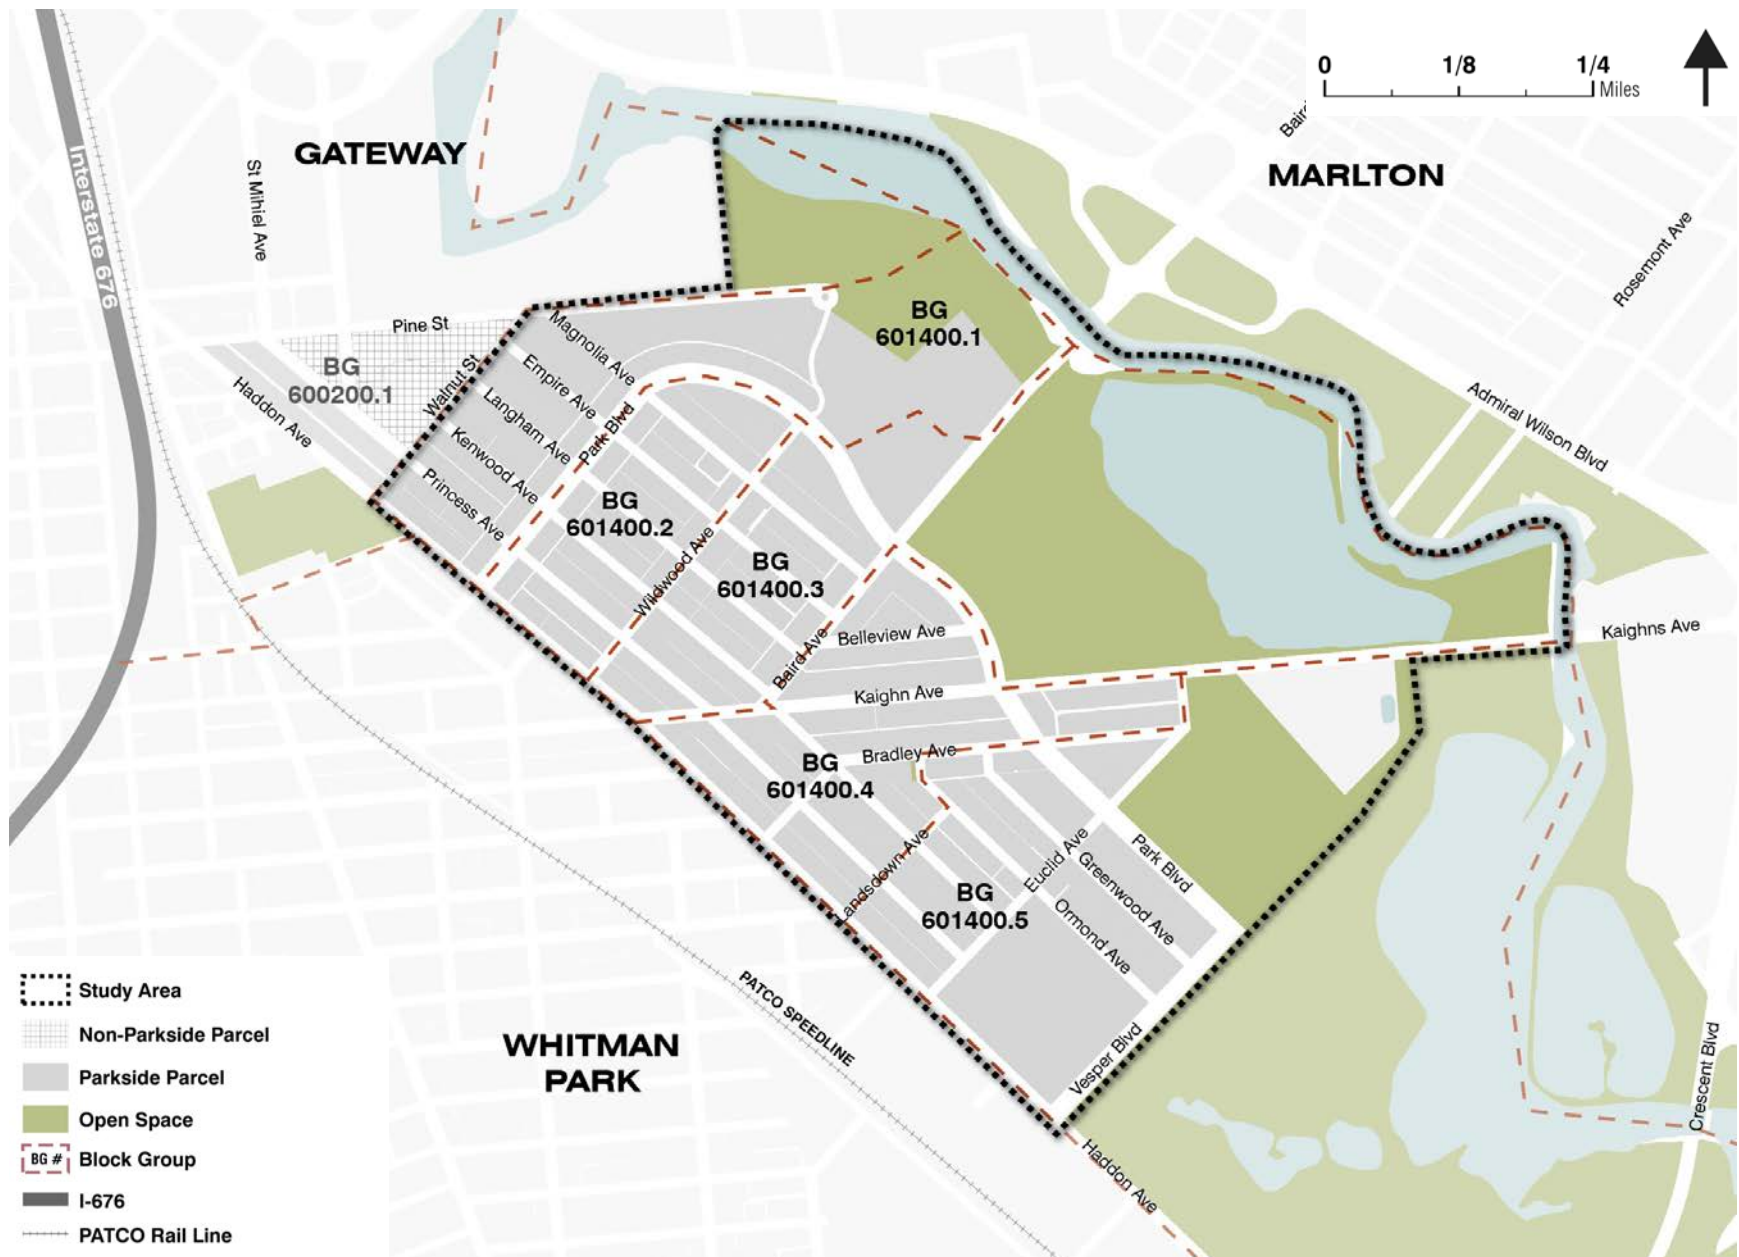 0 1/8 1/4
Miles
GATEWAY
MARLTON
Interstate 676
St Mihiel Ave
Rosemont Ave
Pine St
BG
600200.1
Walnut St
Haddon Ave
Magnolia Ave
Empire Ave
Langham Ave
Kenwood Ave
Princess Ave
Park Blvd
BG
601400.1
Admiral Wilson Blvd
BG
601400.2
Wildwood Ave
BG
601400.3
Baird Ave
Belleview Ave
Kaighns Ave
Kaighn Ave
Bradley Ave
BG
601400.4
Landsdown Ave
Euclid Ave
Park Blvd
Greenwood Ave
Ormond Ave
BG
601400.5
Vesper Blvd
Haddon Ave
Crescent Blvd
PATCO SPEEDLINE
WHITMAN
PARK
Study Area
Non-Parkside Parcel
Parkside Parcel
Open Space
BG # Block Group
I-676
PATCO Rail Line